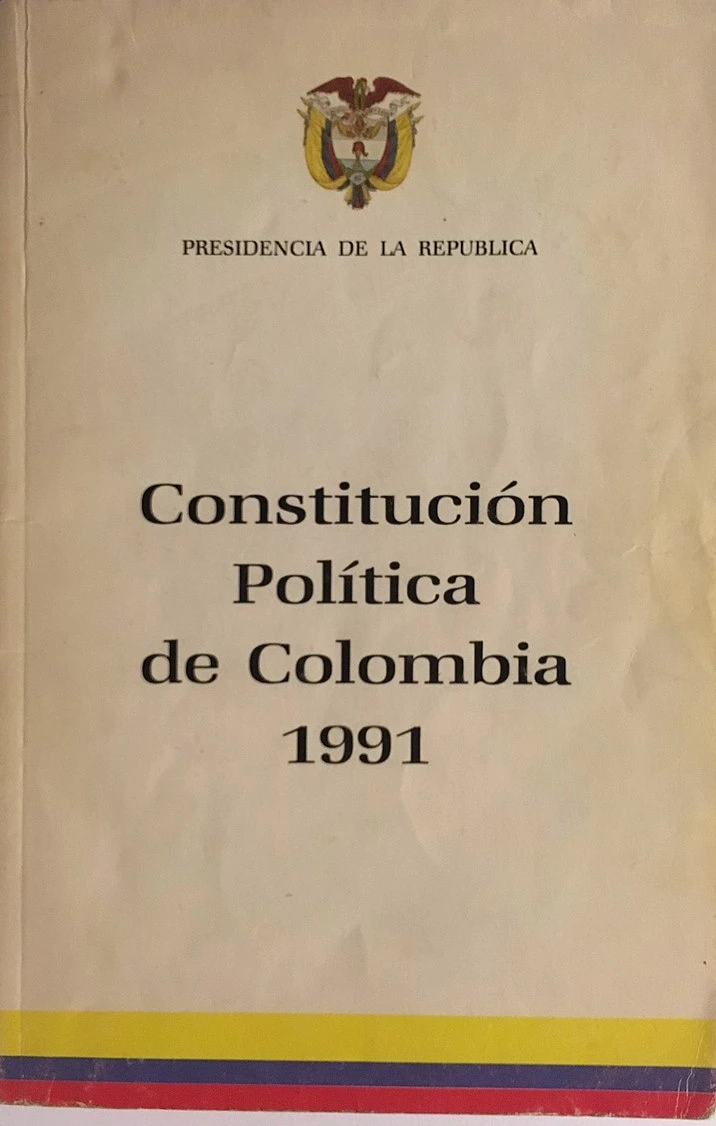 PRESIDENCIA DE LA REPUBLICA
Constitución
Política
de Colombia
1991